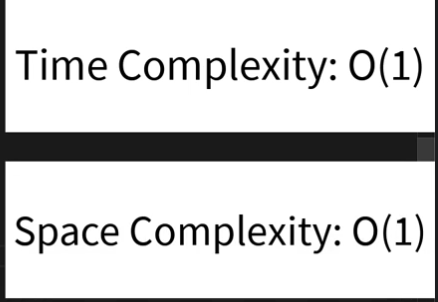 Time Complexity: O(1)
Space Complexity: O(1)